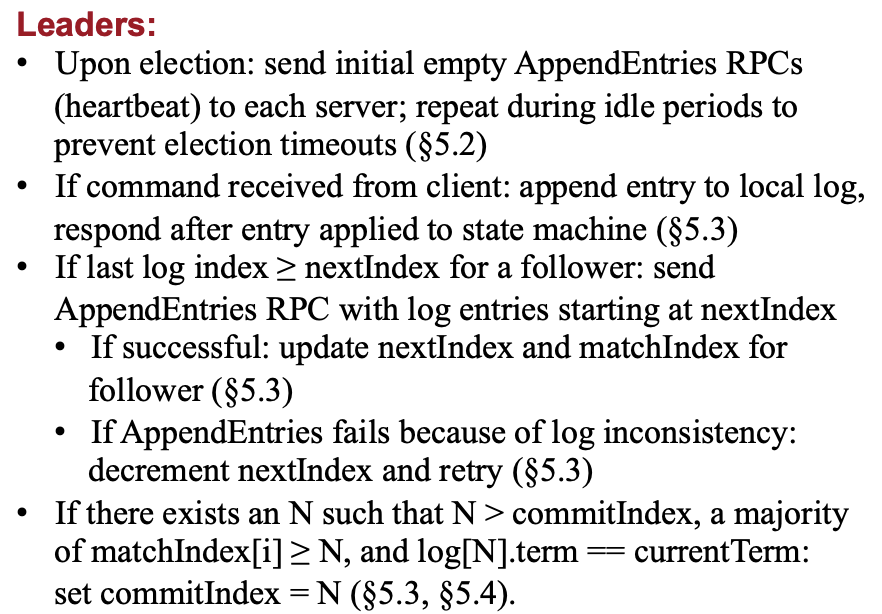 Leaders:
• Upon election: send initial empty AppendEntries RPCs
(heartbeat) to each server; repeat during idle periods to
prevent election timeouts (§5.2)
• If command received from client: append entry to local log,
respond after entry applied to state machine (§5.3)
• If last log index ≥ nextIndex for a follower: send
AppendEntries RPC with log entries starting at nextIndex
• If successful: update nextIndex and matchIndex for
follower (§5.3)
• If AppendEntries fails because of log inconsistency:
decrement nextIndex and retry (§5.3)
• If there exists an N such that N > commitIndex, a majority
of matchIndex[i] ≥ N, and log[N].term == currentTerm:
set commitIndex = N (§5.3, §5.4).